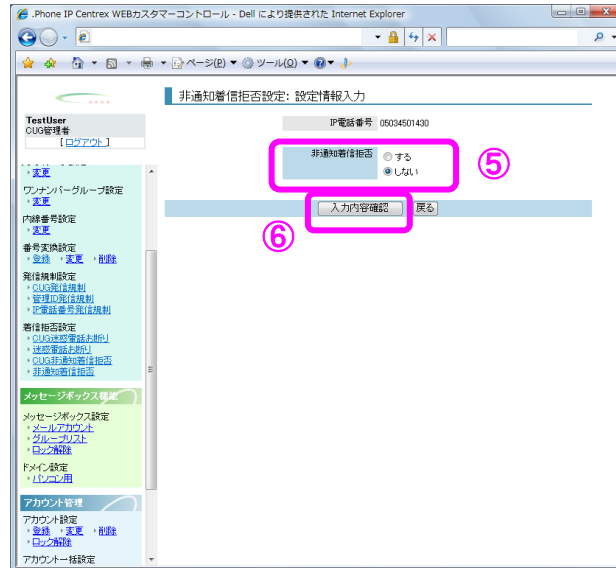 .Phone IP Centrex WEBカスタマーコントロール - Dell により提供された Internet Explorer
ページ(P) ツール(O)
TestUser
CUG管理者
[ログアウト]
変更
ワンナンバーグループ設定
変更
内線番号設定
変更
番号変換設定
登録 変更 削除
発信規制設定
CUG発信規制
管理ID発信規制
IP電話番号発信規制
着信拒否設定
CUG迷惑電話お断り
迷惑電話お断り
CUG非通知着信拒否
非通知着信拒否
メッセージボックス機能
メッセージボックス設定
メールアカウント
グループリスト
ロック解除
ドメイン設定
パソコン用
アカウント管理
アカウント設定
登録 変更 削除
ロック解除
アカウント一括設定
非通知着信拒否設定: 設定情報入力
IP電話番号 05034501430
非通知着信拒否 する
しない
⑤
入力内容確認 戻る
⑥